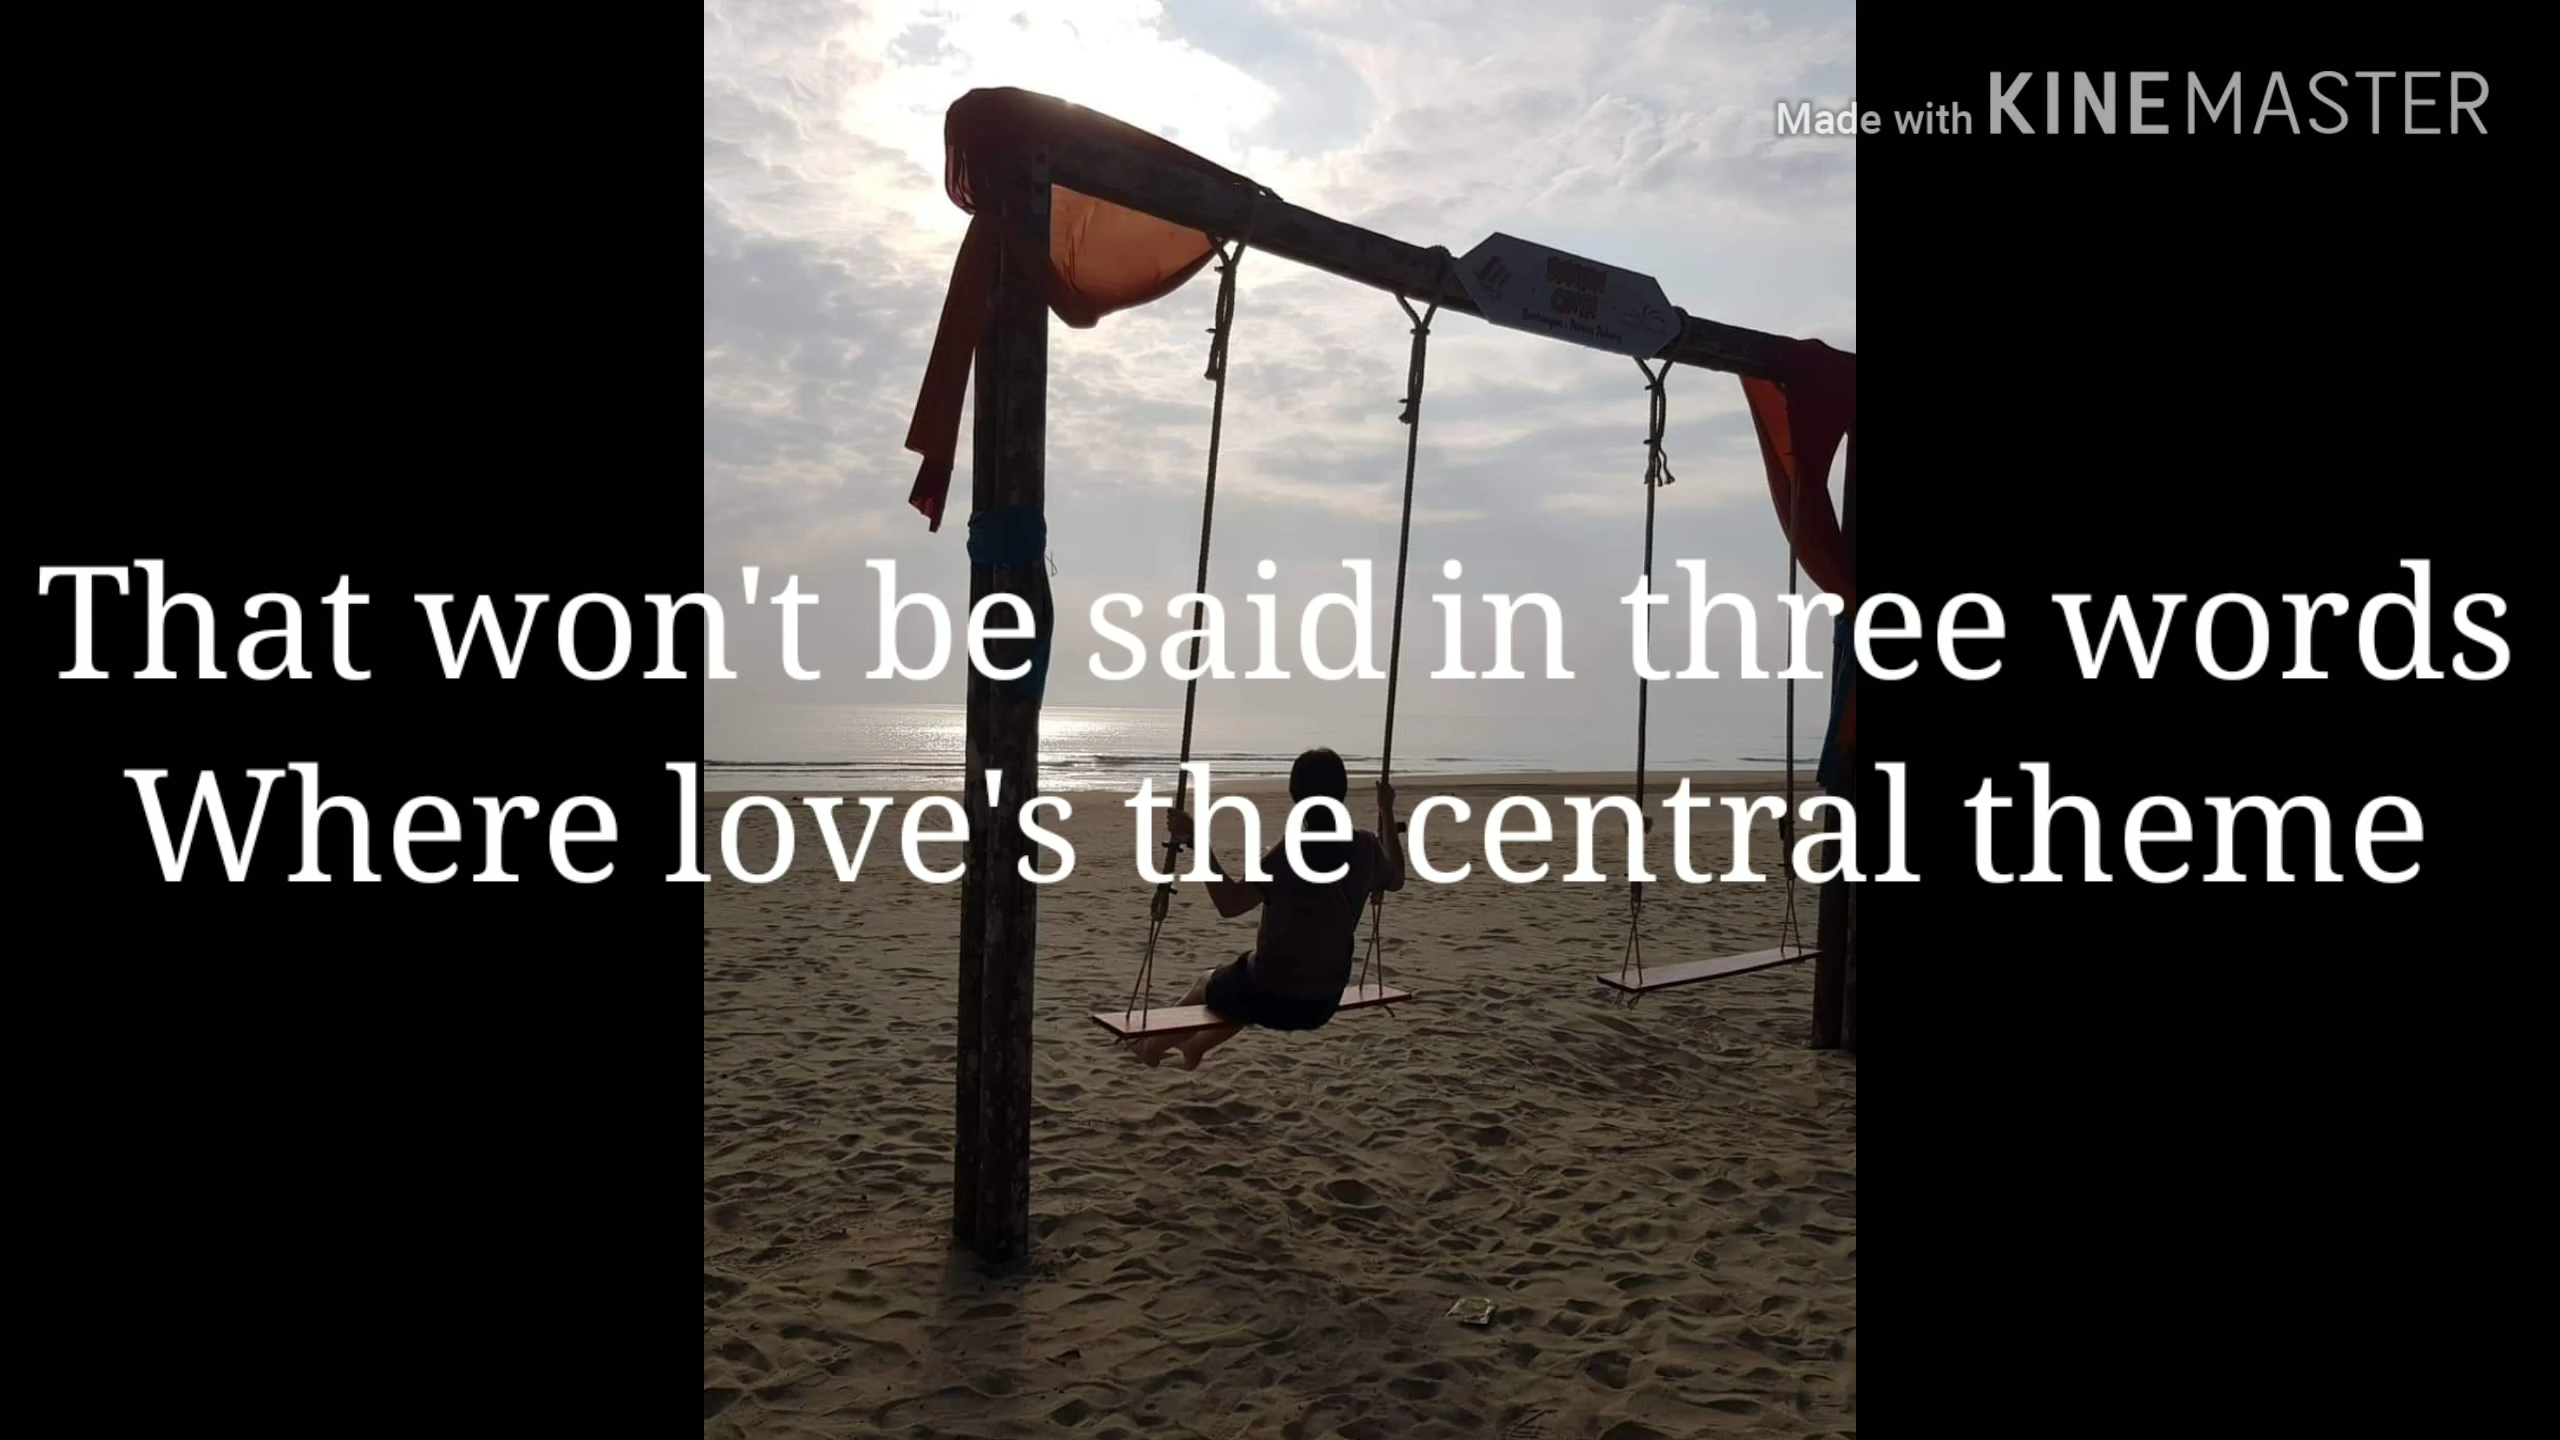 Made with KINEMASTER
That won't be said in three words
Where love's the central theme